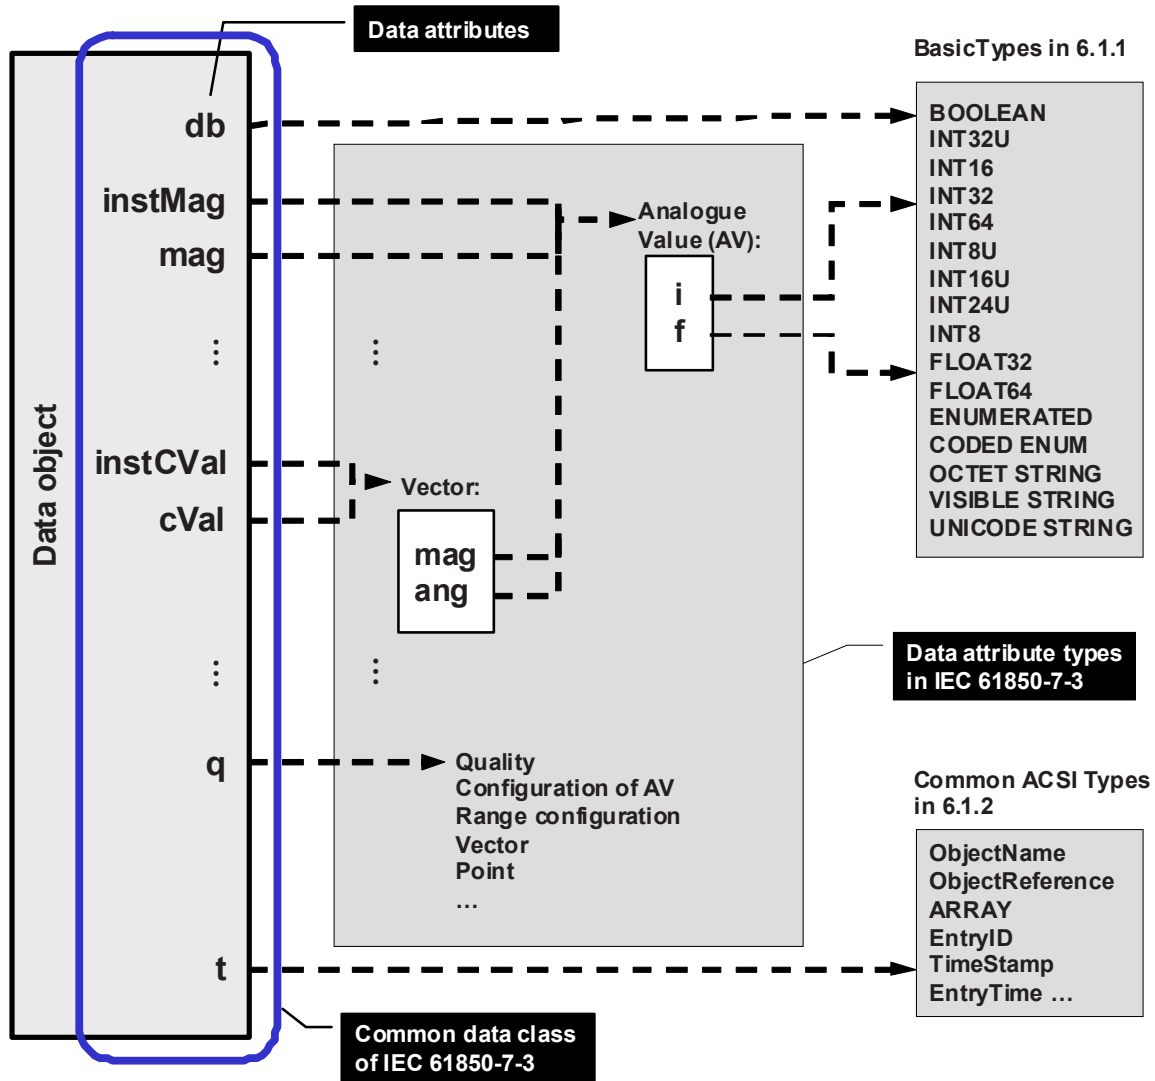 Data attributes
BasicTypes in 6.1.1
Data object
db
instMag
mag
⋮
instCVal
cVal
⋮
q
t
⋮
Vector:
mag
ang
⋮
Analogue
Value (AV):
i
f
Quality
Configuration of AV
Range configuration
Vector
Point
…
BOOLEAN
INT32U
INT16
INT32
INT64
INT8U
INT16U
INT24U
INT8
FLOAT32
FLOAT64
ENUMERATED
CODED ENUM
OCTET STRING
VISIBLE STRING
UNICODE STRING
Data attribute types
in IEC 61850-7-3
Common ACSI Types
in 6.1.2
ObjectName
ObjectReference
ARRAY
EntryID
TimeStamp
EntryTime …
Common data class
of IEC 61850-7-3